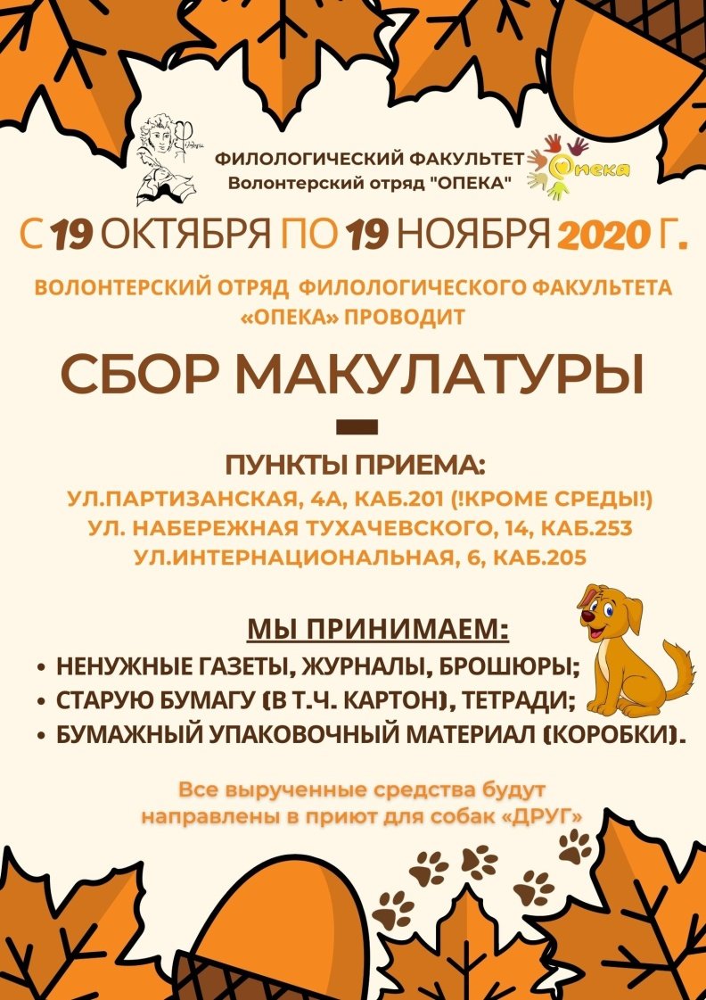 ФИЛОЛОГИЧЕСКИЙ ФАКУЛЬТЕТ
Волонтерский отряд "ОПЕКА"
Опека
С 19 ОКТЯБРЯ ПО 19 НОЯБРЯ 2020 Г.
ВОЛОНТЕРСКИЙ ОТРЯД ФИЛОЛОГИЧЕСКОГО ФАКУЛЬТЕТА
«ОПЕКА» ПРОВОДИТ
СБОР МАКУЛАТУРЫ
ПУНКТЫ ПРИЕМА:
УЛ.ПАРТИЗАНСКАЯ, 4А, КАБ.201 (!КРОМЕ СРЕДЫ!)
УЛ. НАБЕРЕЖНАЯ ТУХАЧЕВСКОГО, 14, КАБ.253
УЛ.ИНТЕРНАЦИОНАЛЬНАЯ, 6, КАБ.205
МЫ ПРИНИМАЕМ:
• НЕНУЖНЫЕ ГАЗЕТЫ, ЖУРНАЛЫ, БРОШЮРЫ;
• СТАРУЮ БУМАГУ (В Т.Ч. КАРТОН), ТЕТРАДИ;
• БУМАЖНЫЙ УПАКОВОЧНЫЙ МАТЕРИАЛ (КОРОБКИ).
Все вырученные средства будут
направлены в приют для собак «ДРУГ»